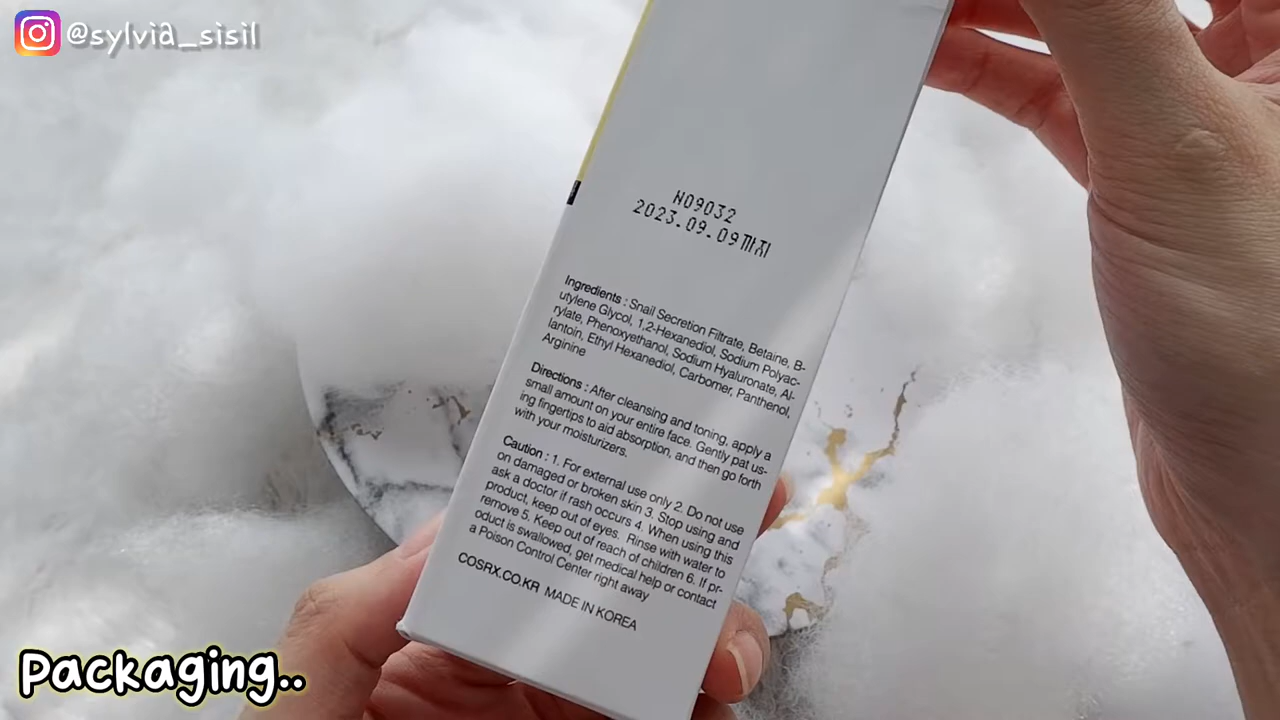 @sylvia_sisil
W09032
2023.09.09까지
Ingredients : Snail Secretion Filtrate, Betaine, B-
utylene Glycol, 1,2-Hexanediol, Sodium Polyac-
rylate, Phenoxyethanol, Sodium Hyaluronate, Al-
lantoin, Ethyl Hexanediol, Carbomer, Panthenol,
Arginine
Directions : After cleansing and toning, apply a
small amount on your entire face. Gently pat us-
ing fingertips to aid absorption, and then go forth
with your moisturizers.
Caution : 1. For external use only 2. Do not use
on damaged or broken skin 3. Stop using and
ask a doctor if rash occurs 4. When using this
product, keep out of eyes. Rinse with water to
remove 5. Keep out of reach of children 6. If pr-
oduct is swallowed, get medical help or contact
a Poison Control Center right away
COSRX.CO.KR MADE IN KOREA
Packaging..